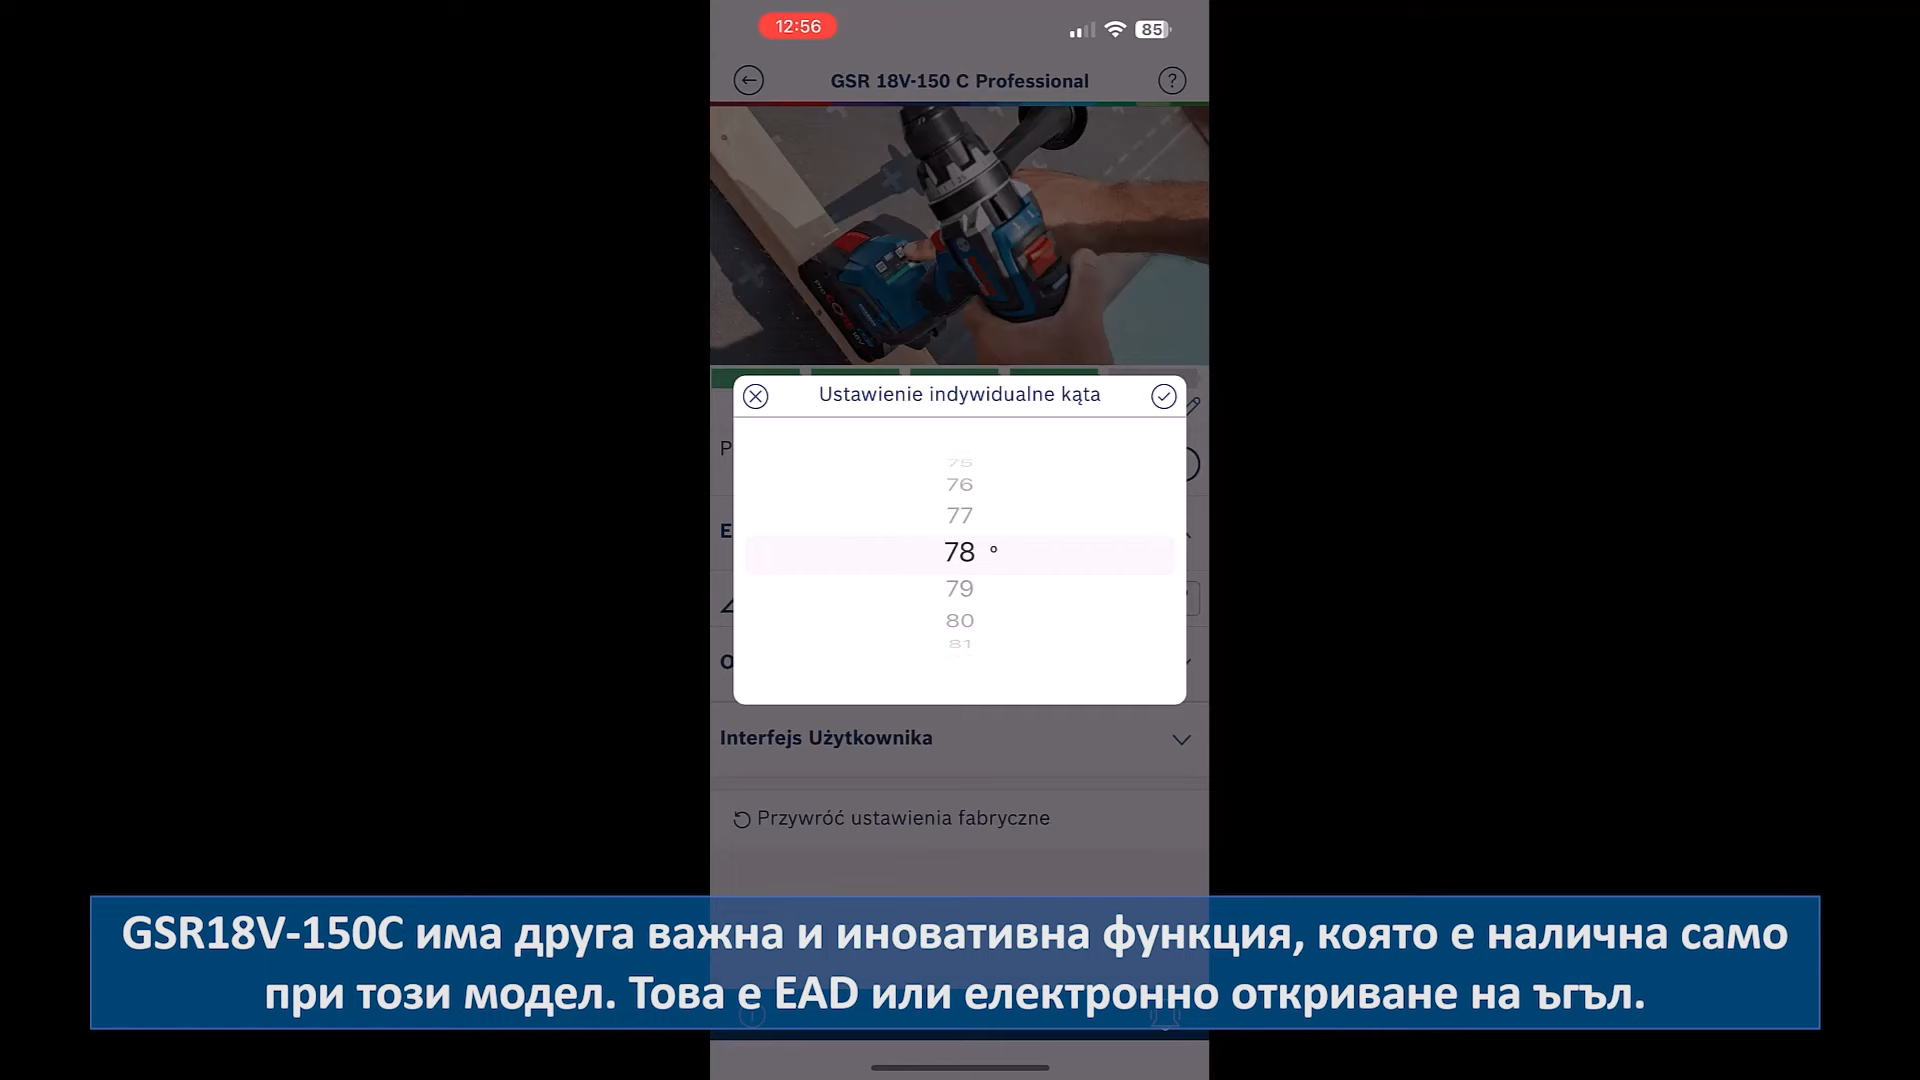 12:56
85
GSR 18V-150 C Professional
?
Ustawienie indywidualne kąta
P
75
76
77
E
78 °
79
80
81
O
Interfejs Użytkownika
Przywróć ustawienia fabryczne
GSR18V-150C има друга важна и иновативна функция, която е налична само
при този модел. Това е EAD или електронно откриване на ъгъл.